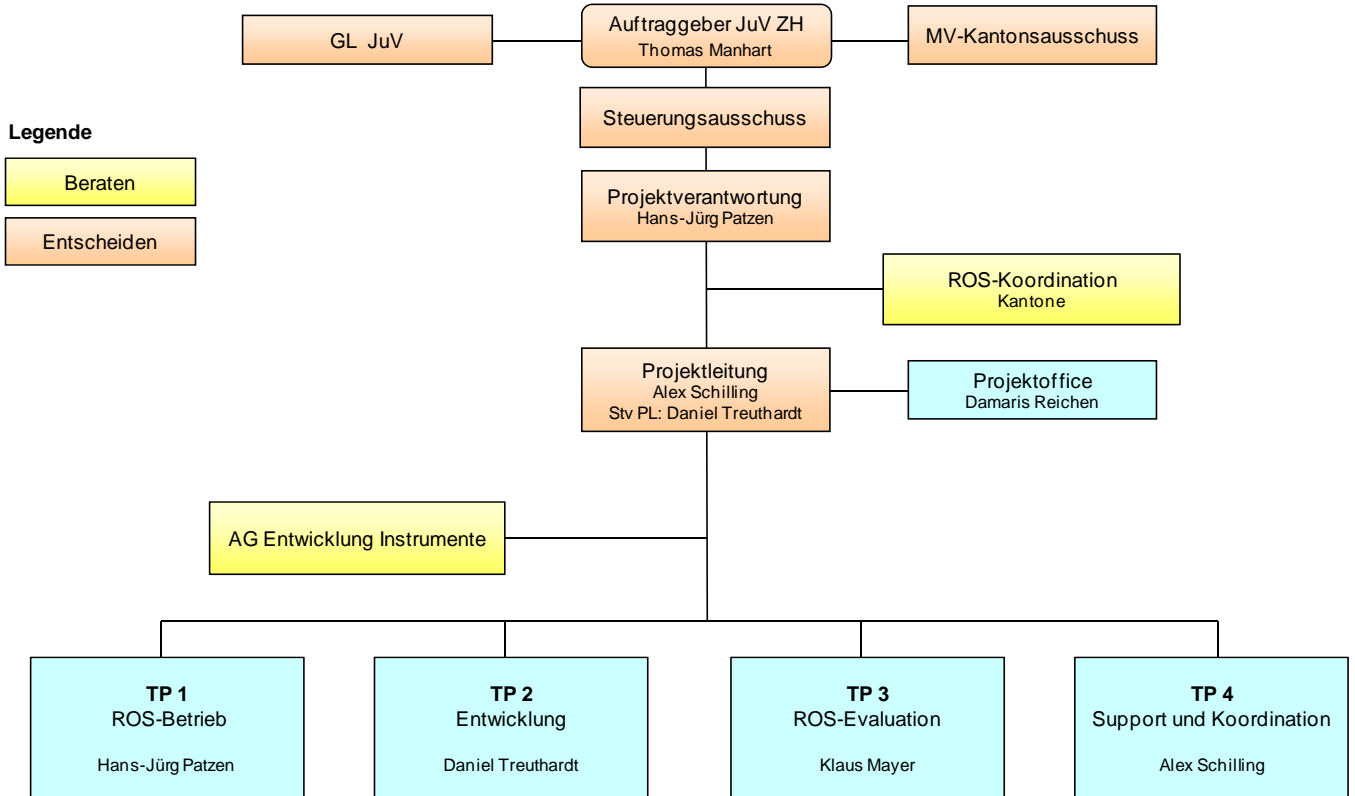 GL JuV
Auftraggeber JuV ZH
Thomas Manhart
MV-Kantonsausschuss
Steuerungsausschuss
Legende
Beraten
Entscheiden
Projektverantwortung
Hans-Jürg Patzen
ROS-Koordination
Kantone
Projektleitung
Alex Schilling
Stv PL: Daniel Treuthardt
Projektoffice
Damaris Reichen
AG Entwicklung Instrumente
TP 1
ROS-Betrieb
Hans-Jürg Patzen
TP 2
Entwicklung
Daniel Treuthardt
TP 3
ROS-Evaluation
Klaus Mayer
TP 4
Support und Koordination
Alex Schilling